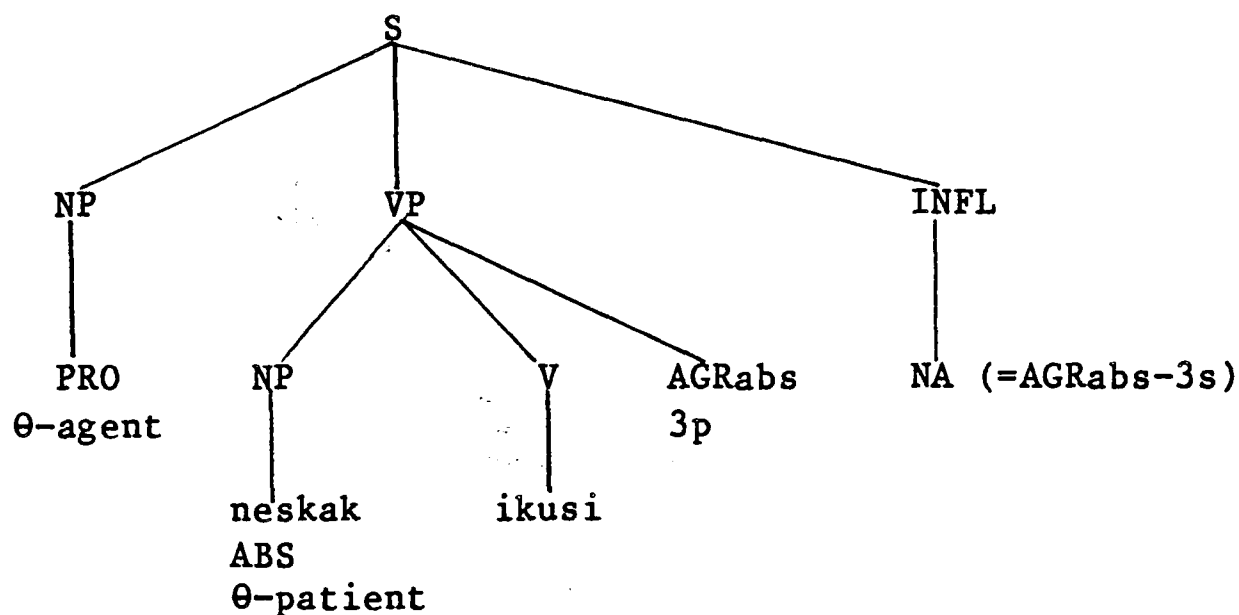 S
NP VP INFL
PRO NP V AGRabs NA (=AGRabs-3s)
θ-agent 3p
neskak ikusi
ABS
θ-patient